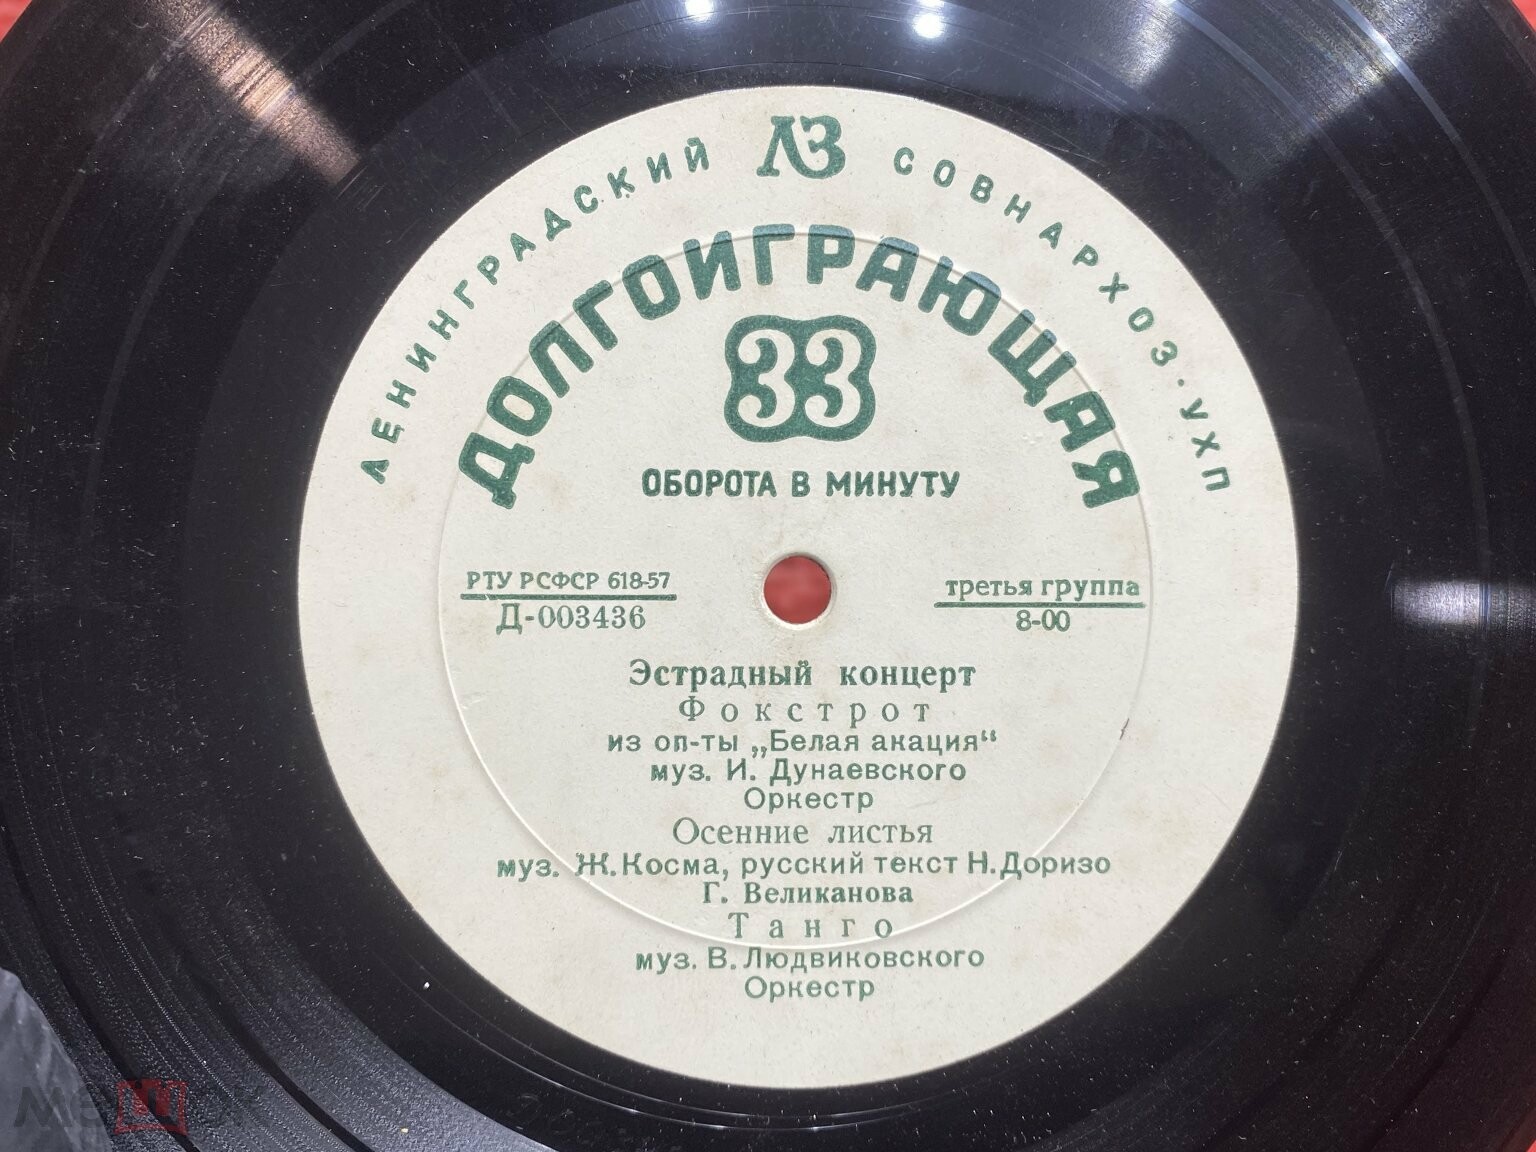 ЛЕНИНГРАДСКИЙ ЛЗ СОВНАРХОЗ·УХП
ДОЛГОИГРАЮЩАЯ
33
ОБОРОТА В МИНУТУ
РТУ РСФСР 618-57
Д-003436
третья группа
8-00
Эстрадный концерт
Фокстрот
из оп-ты „Белая акация“
муз. И. Дунаевского
Оркестр
Осенние листья
муз. Ж. Косма, русский текст Н. Доризо
Г. Великанова
Танго
муз. В. Людвиковского
Оркестр
мешок